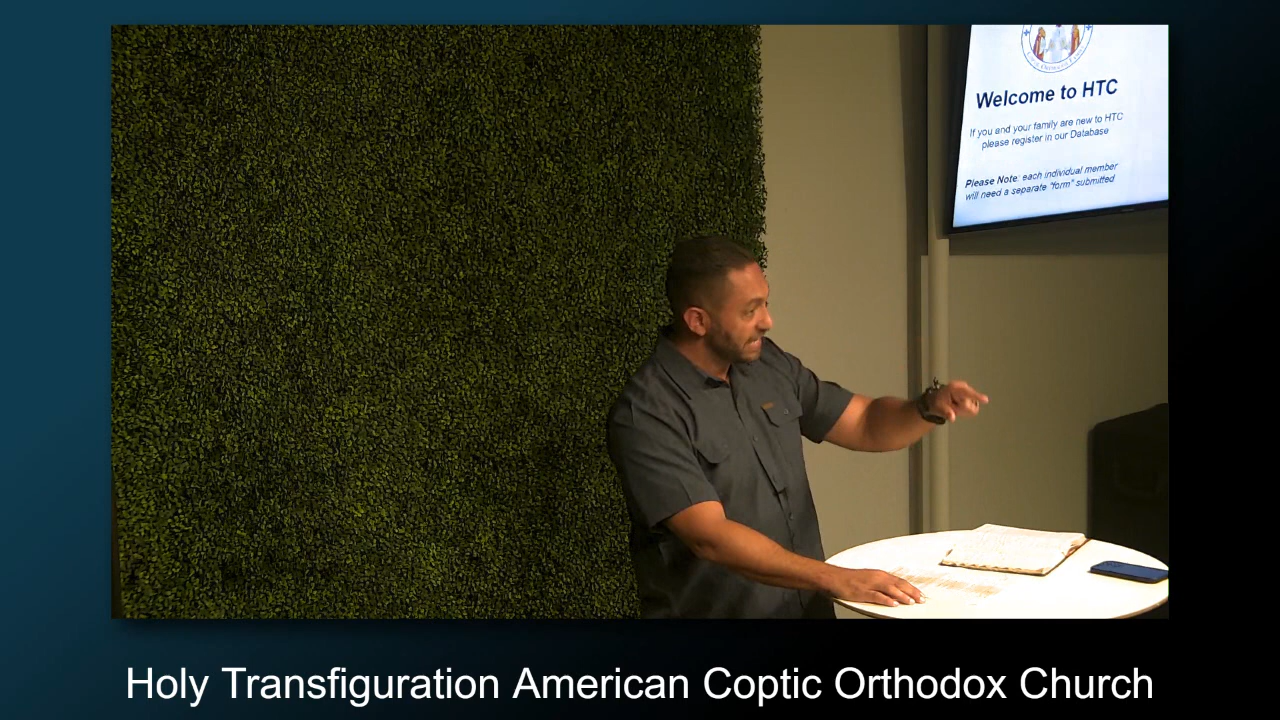 Welcome to HTC
If you and your family are new to HTC
please register in our Database
Please Note: each individual member
will need a separate "form" submitted
Holy Transfiguration American Coptic Orthodox Church